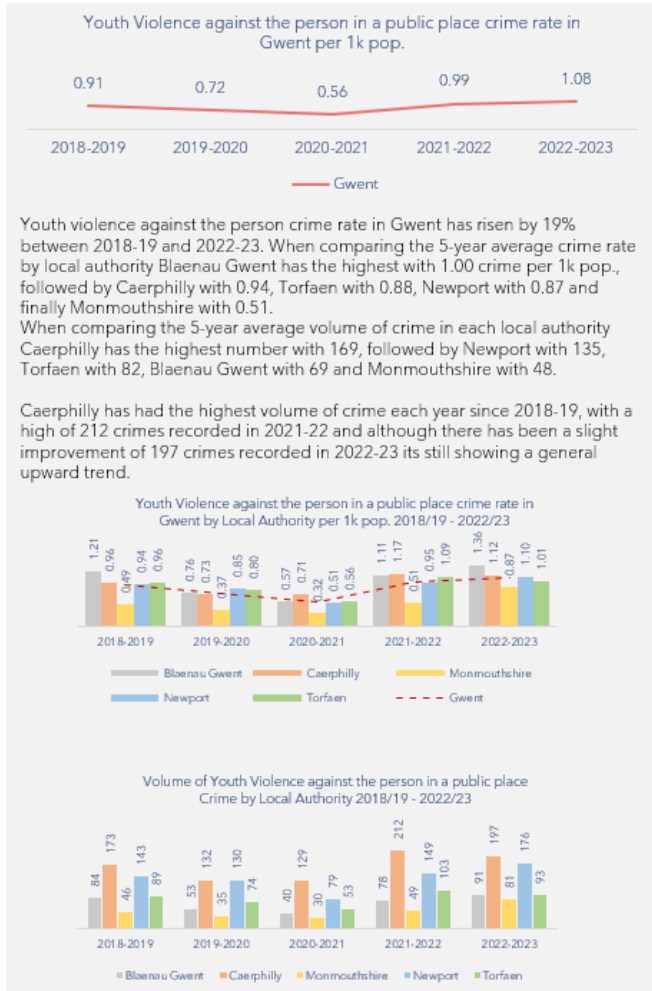 Youth Violence against the person in a public place crime rate in
Gwent per 1k pop.
0.91
0.72
0.56
0.99
1.08
2018-2019
2019-2020
2020-2021
2021-2022
2022-2023
Gwent
Youth violence against the person crime rate in Gwent has risen by 19%
between 2018-19 and 2022-23. When comparing the 5-year average crime rate
by local authority Blaenau Gwent has the highest with 1.00 crime per 1k pop.,
followed by Caerphilly with 0.94, Torfaen with 0.88, Newport with 0.87 and
finally Monmouthshire with 0.51.
When comparing the 5-year average volume of crime in each local authority
Caerphilly has the highest number with 169, followed by Newport with 135,
Torfaen with 82, Blaenau Gwent with 69 and Monmouthshire with 48.
Caerphilly has had the highest volume of crime each year since 2018-19, with a
high of 212 crimes recorded in 2021-22 and although there has been a slight
improvement of 197 crimes recorded in 2022-23 its still showing a general
upward trend.
Youth Violence against the person in a public place crime rate in
Gwent by Local Authority per 1k pop. 2018/19 - 2022/23
1.21
0.96
0.49
0.94
0.96
0.76
0.73
0.37
0.85
0.80
0.57
0.71
0.32
0.51
0.56
1.11
1.17
0.51
0.95
1.09
1.36
1.12
0.87
1.10
1.01
2018-2019
2019-2020
2020-2021
2021-2022
2022-2023
Blaenau Gwent
Caerphilly
Monmouthshire
Newport
Torfaen
Gwent
Volume of Youth Violence against the person in a public place
Crime by Local Authority 2018/19 - 2022/23
84
173
46
143
89
53
132
35
130
74
40
129
30
79
53
78
212
49
149
103
91
197
81
176
93
2018-2019
2019-2020
2020-2021
2021-2022
2022-2023
Blaenau Gwent
Caerphilly
Monmouthshire
Newport
Torfaen